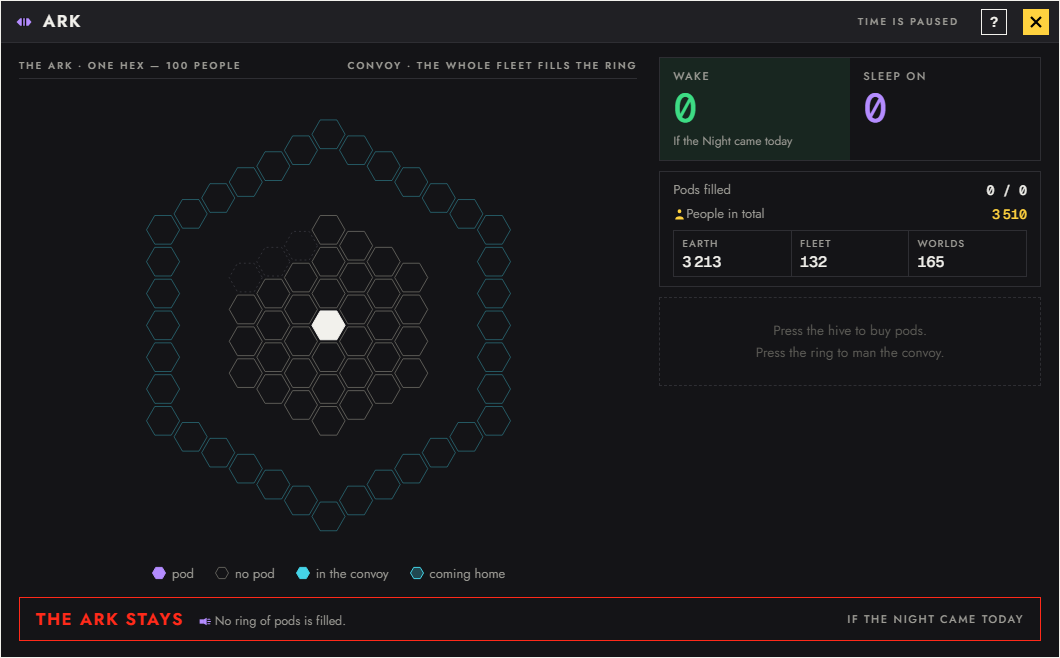 ARK
TIME IS PAUSED
?
THE ARK · ONE HEX — 100 PEOPLE
CONVOY · THE WHOLE FLEET FILLS THE RING
WAKE
0
If the Night came today
SLEEP ON
0
Pods filled 0 / 0
People in total 3 510
EARTH
3 213
FLEET
132
WORLDS
165
Press the hive to buy pods.
Press the ring to man the convoy.
pod
no pod
in the convoy
coming home
THE ARK STAYS No ring of pods is filled. IF THE NIGHT CAME TODAY